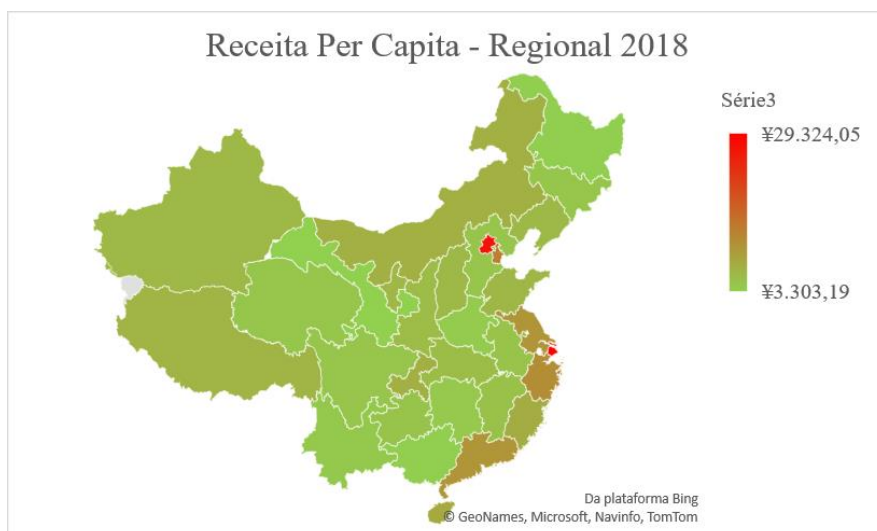 Receita Per Capita - Regional 2018
Série3
¥29.324,05
¥3.303,19
Da plataforma Bing
© GeoNames, Microsoft, Navinfo, TomTom